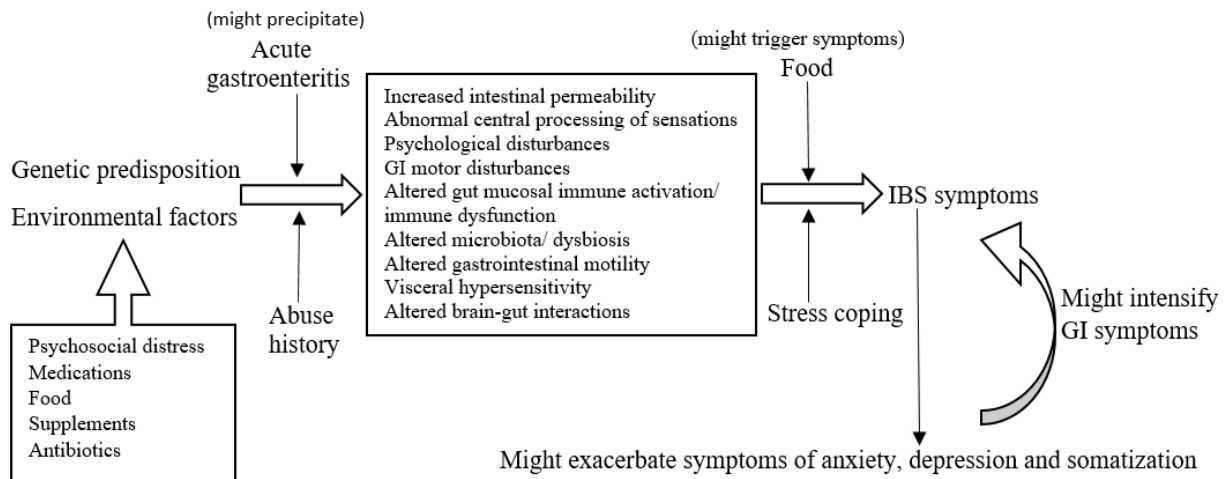 (might precipitate)
Acute
gastroenteritis
Genetic predisposition
Environmental factors
Psychosocial distress
Medications
Food
Supplements
Antibiotics
Abuse
history
Increased intestinal permeability
Abnormal central processing of sensations
Psychological disturbances
GI motor disturbances
Altered gut mucosal immune activation/
immune dysfunction
Altered microbiota/ dysbiosis
Altered gastrointestinal motility
Visceral hypersensitivity
Altered brain-gut interactions
(might trigger symptoms)
Food
Stress coping
IBS symptoms
Might intensify
GI symptoms
Might exacerbate symptoms of anxiety, depression and somatization